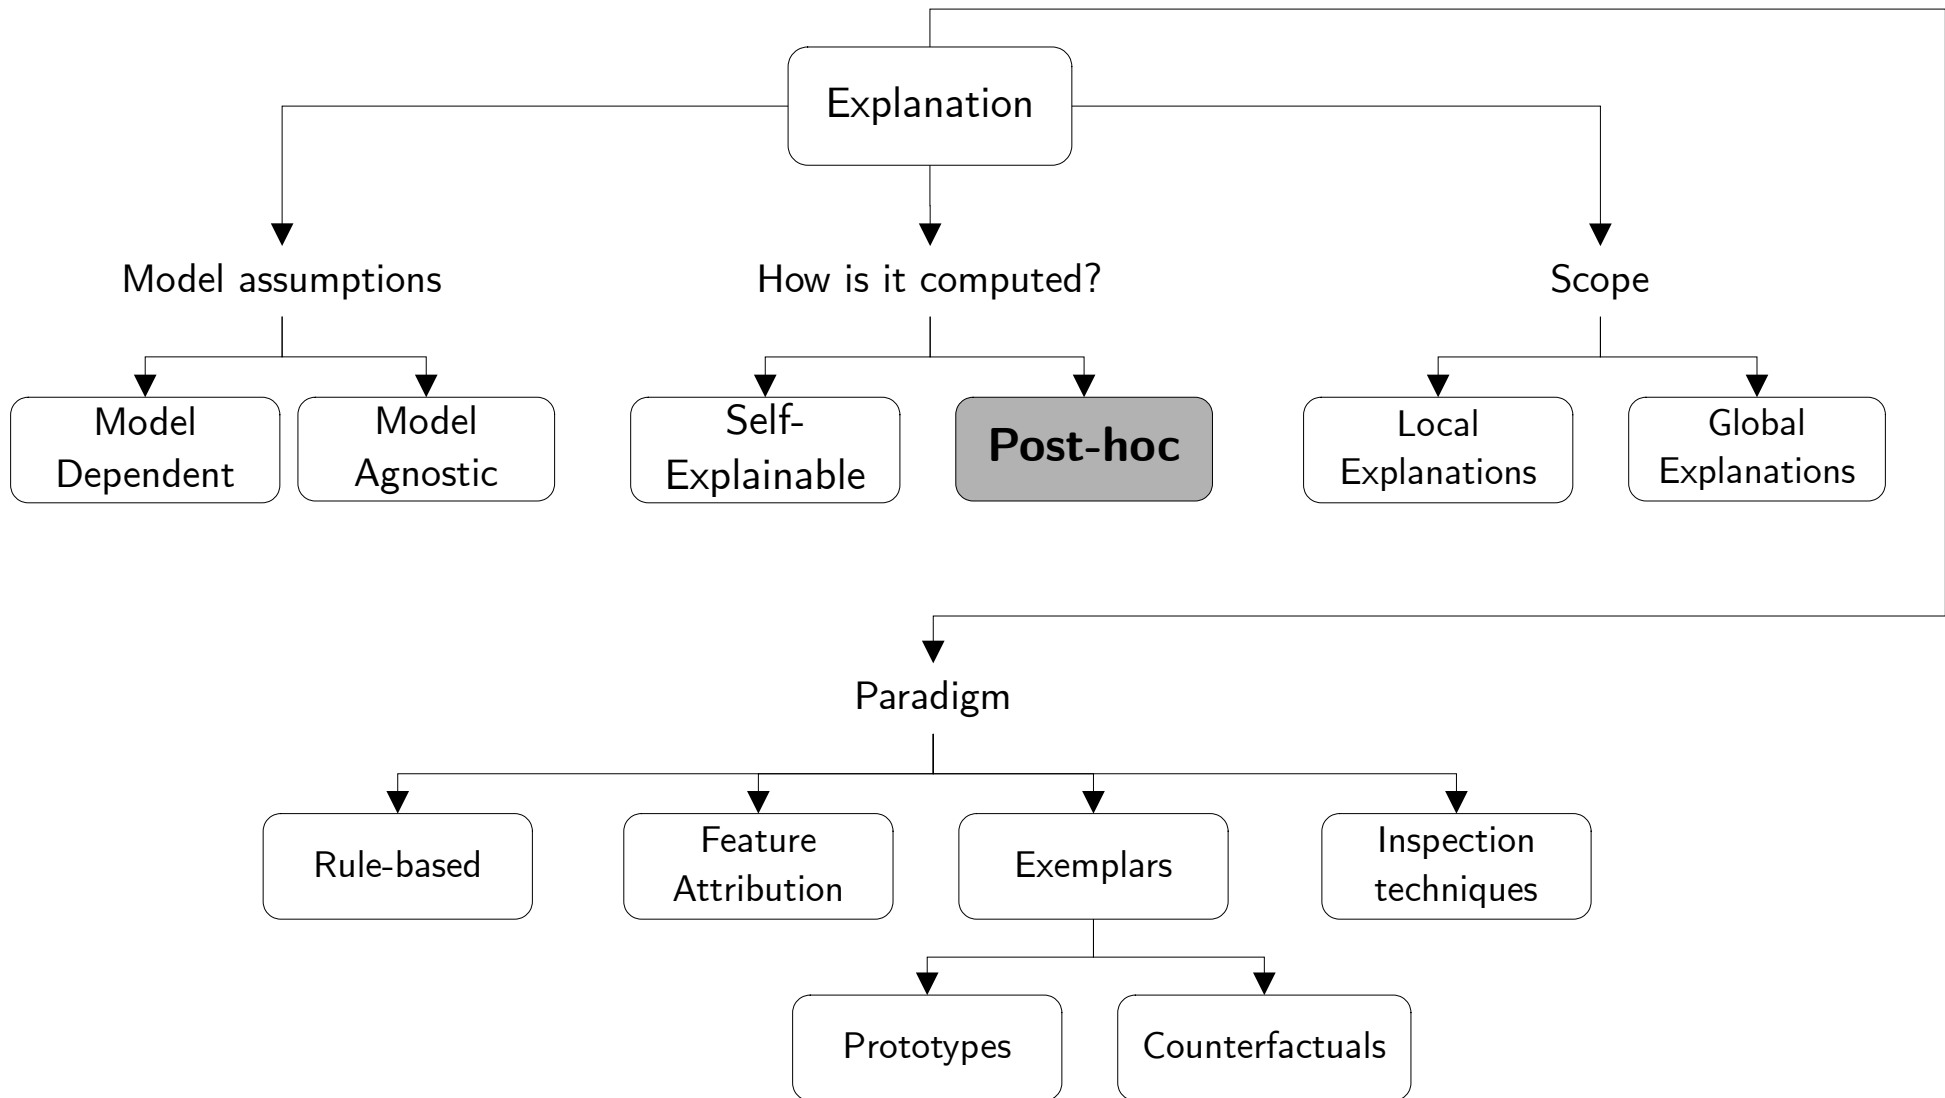 Explanation
Model assumptions
How is it computed?
Scope
Model
Dependent
Model
Agnostic
Self-
Explainable
Post-hoc
Local
Explanations
Global
Explanations
Paradigm
Rule-based
Feature
Attribution
Exemplars
Inspection
techniques
Prototypes
Counterfactuals